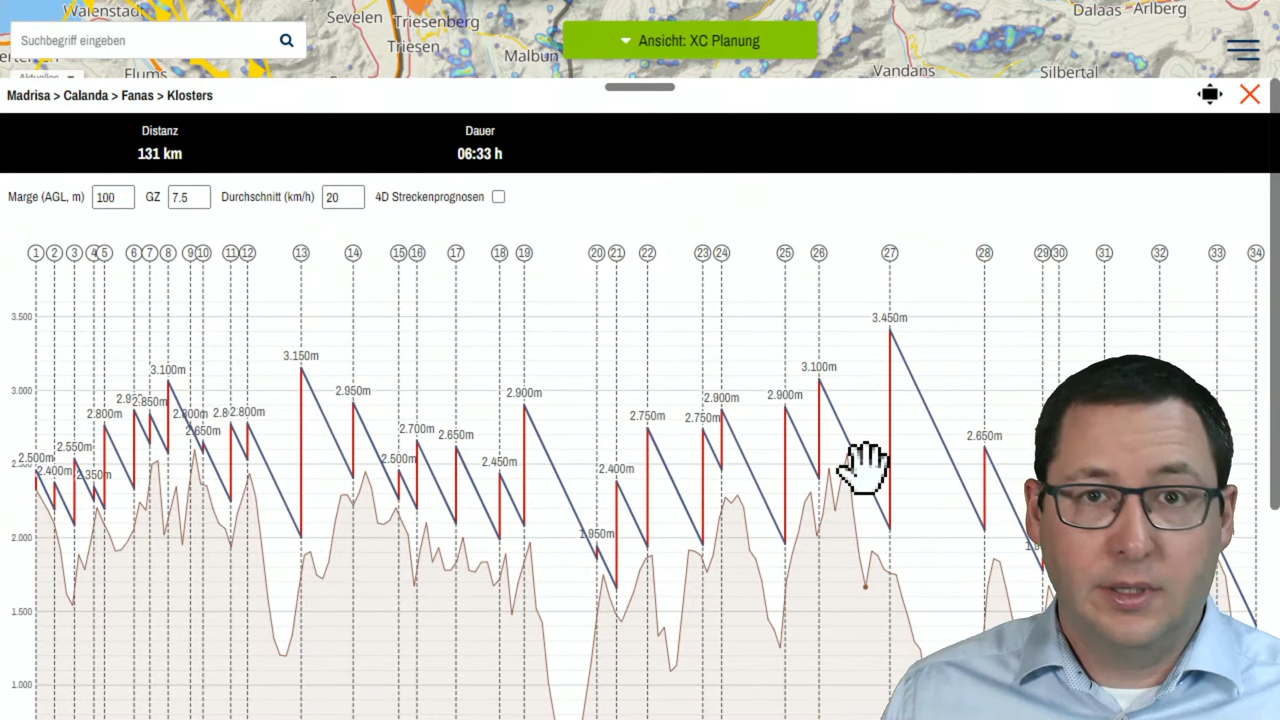 Walenstadt
Sevelen
Triesenberg
Dalaas
Arlberg
Suchbegriff eingeben
Ansicht: XC Planung
Triesen
Malbun
Flums
Vandans
Silbertal
Madrisa > Calanda > Fanas > Klosters
Distanz
Dauer
131 km
06:33 h
Marge (AGL, m) 100 GZ 7.5 Durchschnitt (km/h) 20 4D Streckenprognosen
1 2 3 4 5 6 7 8 9 10 11 12 13 14 15 16 17 18 19 20 21 22 23 24 25 26 27 28 29 30 31 32 33 34
3.500
3.450m
3.150m
3.100m
3.100m
3.000
2.950m
2.900m
2.900m
2.900m
2.850m
2.800m
2.800m
2.750m
2.750m
2.700m
2.650m
2.650m
2.650m
2.550m
2.500m
2.500m
2.450m
2.400m
2.400m
2.350m
2.000
1.950m
1.500
1.000